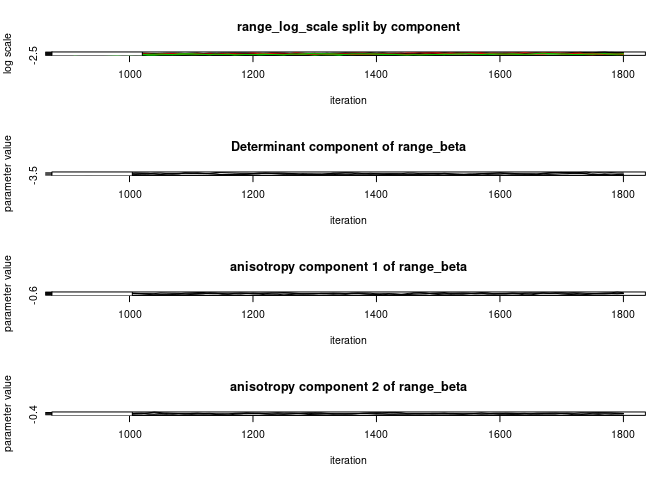 range_log_scale split by component
log scale
-2.5
1000 1200 1400 1600 1800
iteration
Determinant component of range_beta
parameter value
-3.5
1000 1200 1400 1600 1800
iteration
anisotropy component 1 of range_beta
parameter value
-0.6
1000 1200 1400 1600 1800
iteration
anisotropy component 2 of range_beta
parameter value
-0.4
1000 1200 1400 1600 1800
iteration